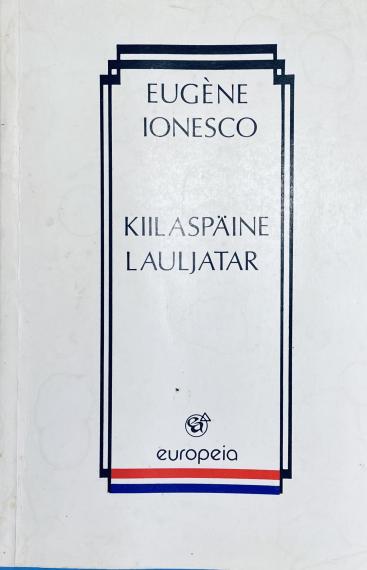 EUGÈNE
IONESCO
KIILASPÄINE
LAULJATAR
europeia